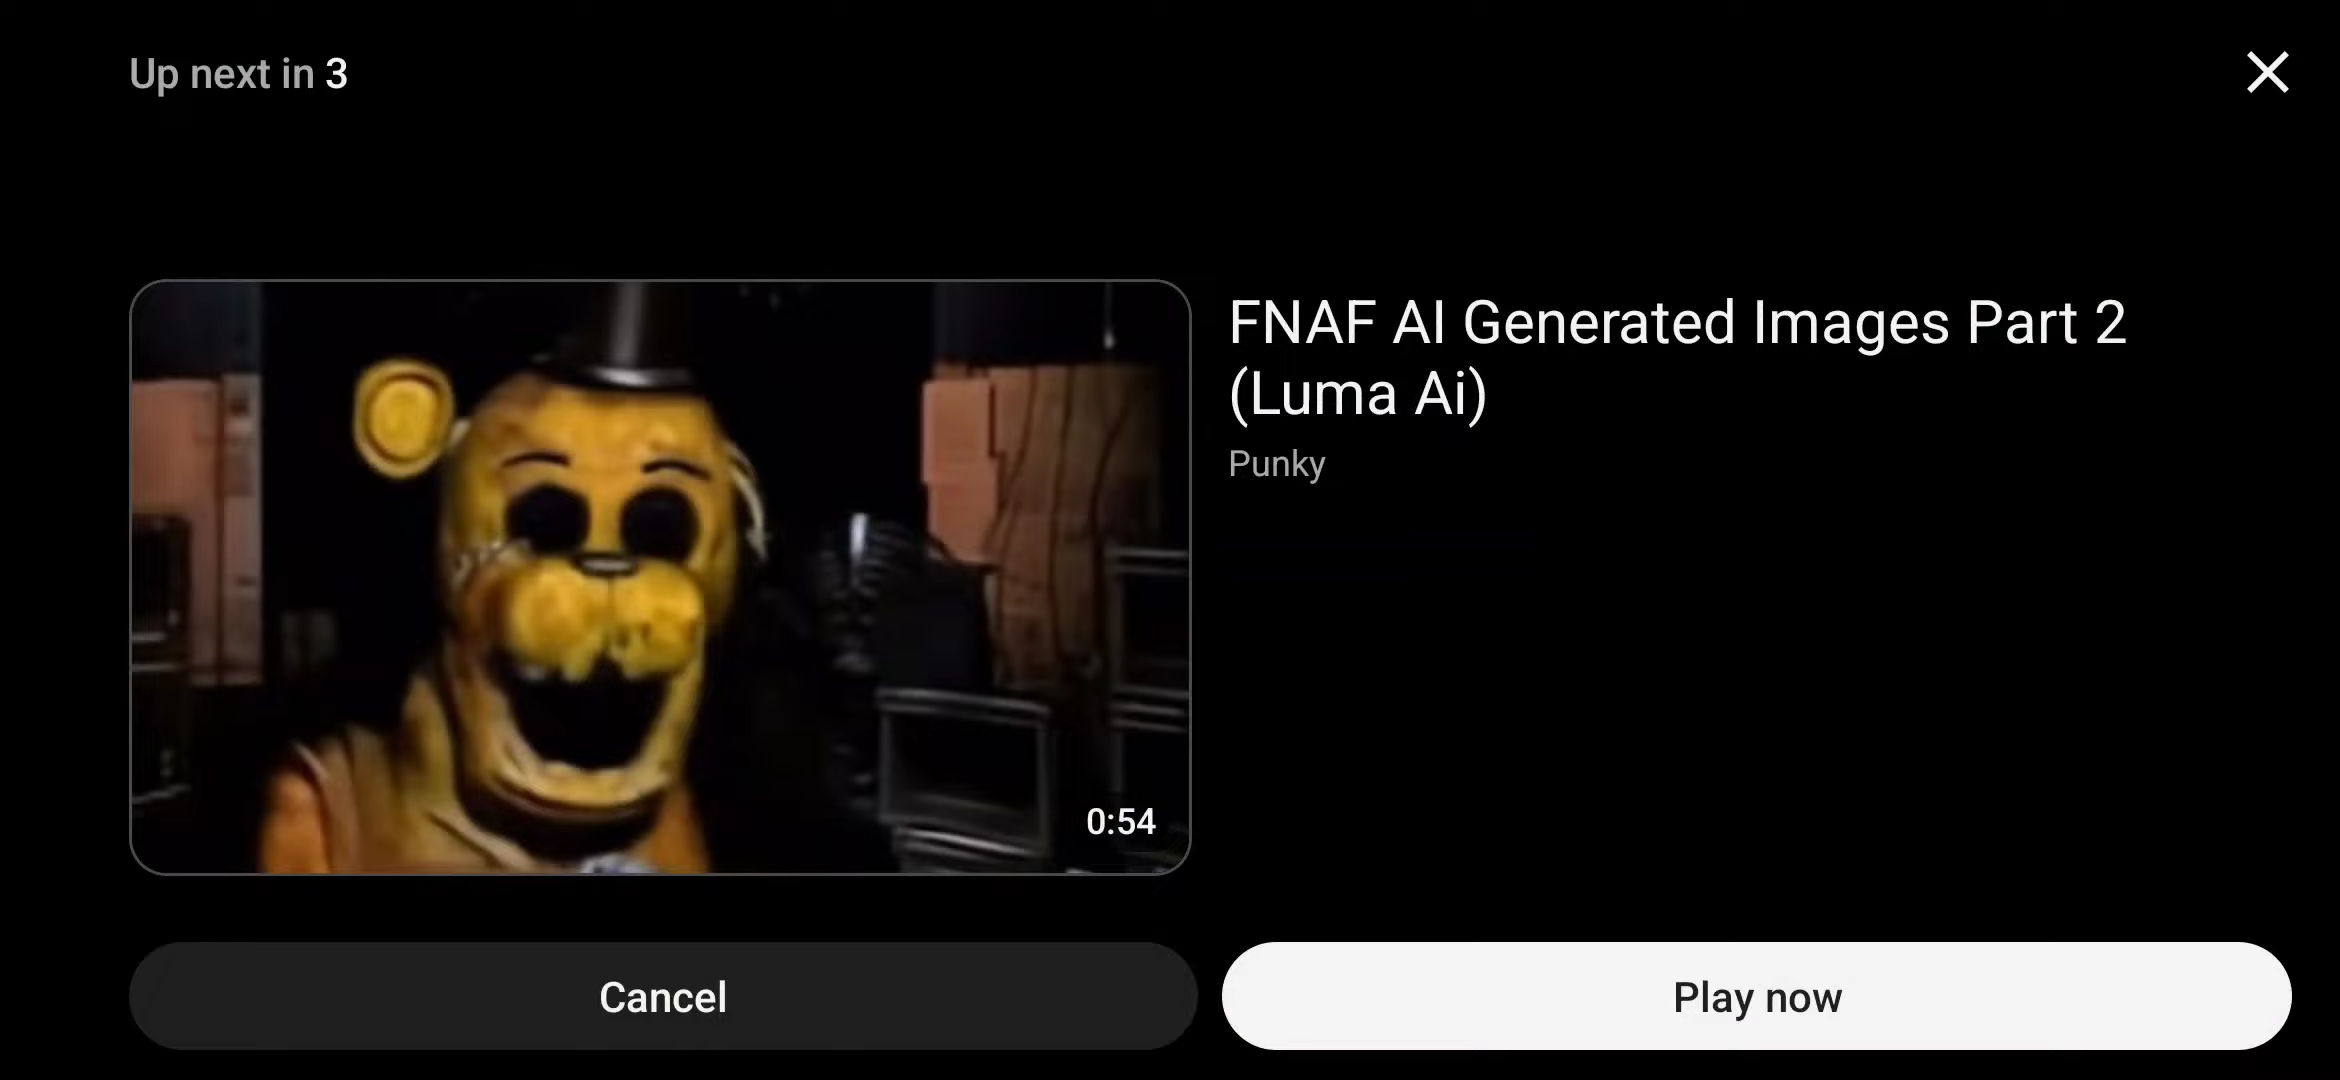 Up next in 3
FNAF AI Generated Images Part 2
(Luma Ai)
Punky
0:54
Cancel
Play now